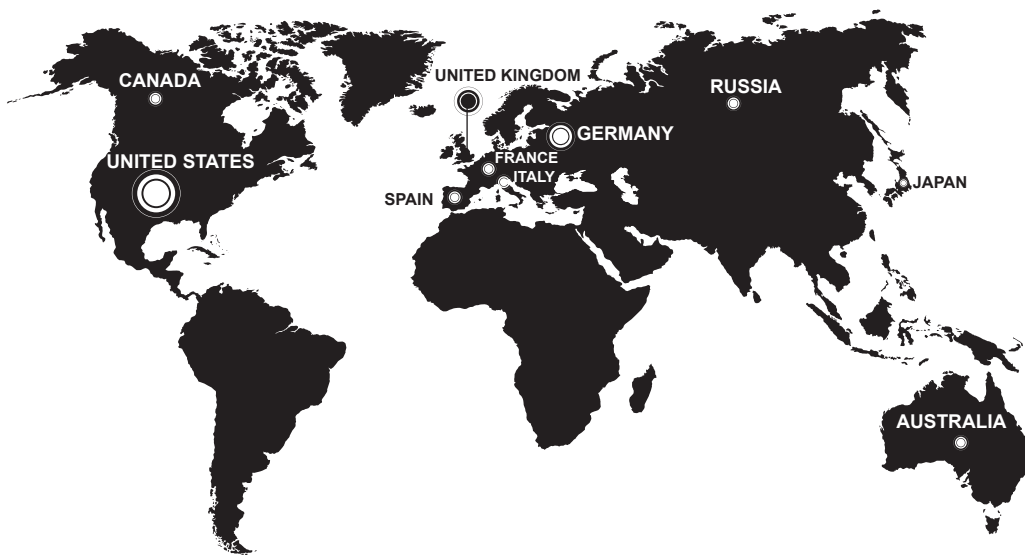 CANADA
UNITED KINGDOM
RUSSIA
GERMANY
UNITED STATES
FRANCE
ITALY
SPAIN
JAPAN
AUSTRALIA